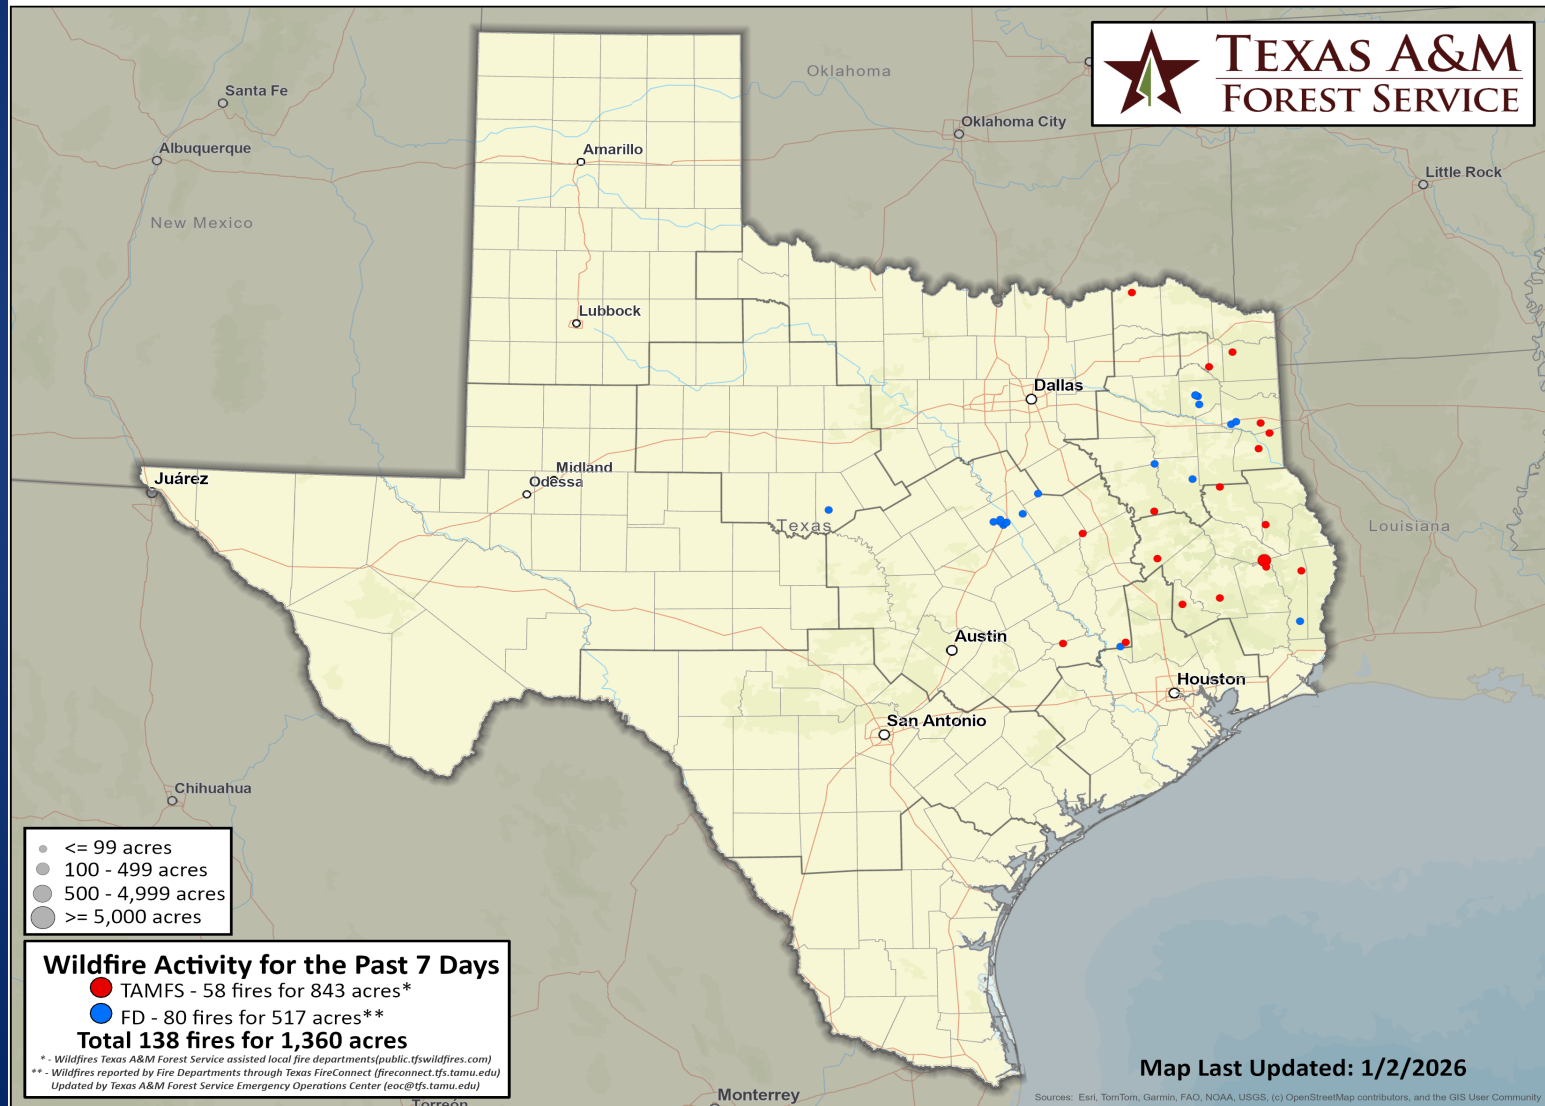 TEXAS A&M
FOREST SERVICE
Oklahoma
Santa Fe
Oklahoma City
Albuquerque
Amarillo
Little Rock
New Mexico
Lubbock
Dallas
Midland
Odessa
Juárez
Texas
Louisiana
Austin
Houston
San Antonio
Chihuahua
<= 99 acres
100 - 499 acres
500 - 4,999 acres
>= 5,000 acres
Wildfire Activity for the Past 7 Days
TAMFS - 58 fires for 843 acres*
FD - 80 fires for 517 acres**
Total 138 fires for 1,360 acres
* - Wildfires Texas A&M Forest Service assisted local fire departments(public.tfswildfires.com)
** - Wildfires reported by Fire Departments through Texas FireConnect (fireconnect.tfs.tamu.edu)
Updated by Texas A&M Forest Service Emergency Operations Center (eoc@tfs.tamu.edu)
Map Last Updated: 1/2/2026
Monterrey
Sources: Esri, TomTom, Garmin, FAO, NOAA, USGS, (c) OpenStreetMap contributors, and the GIS User Community
Torreón